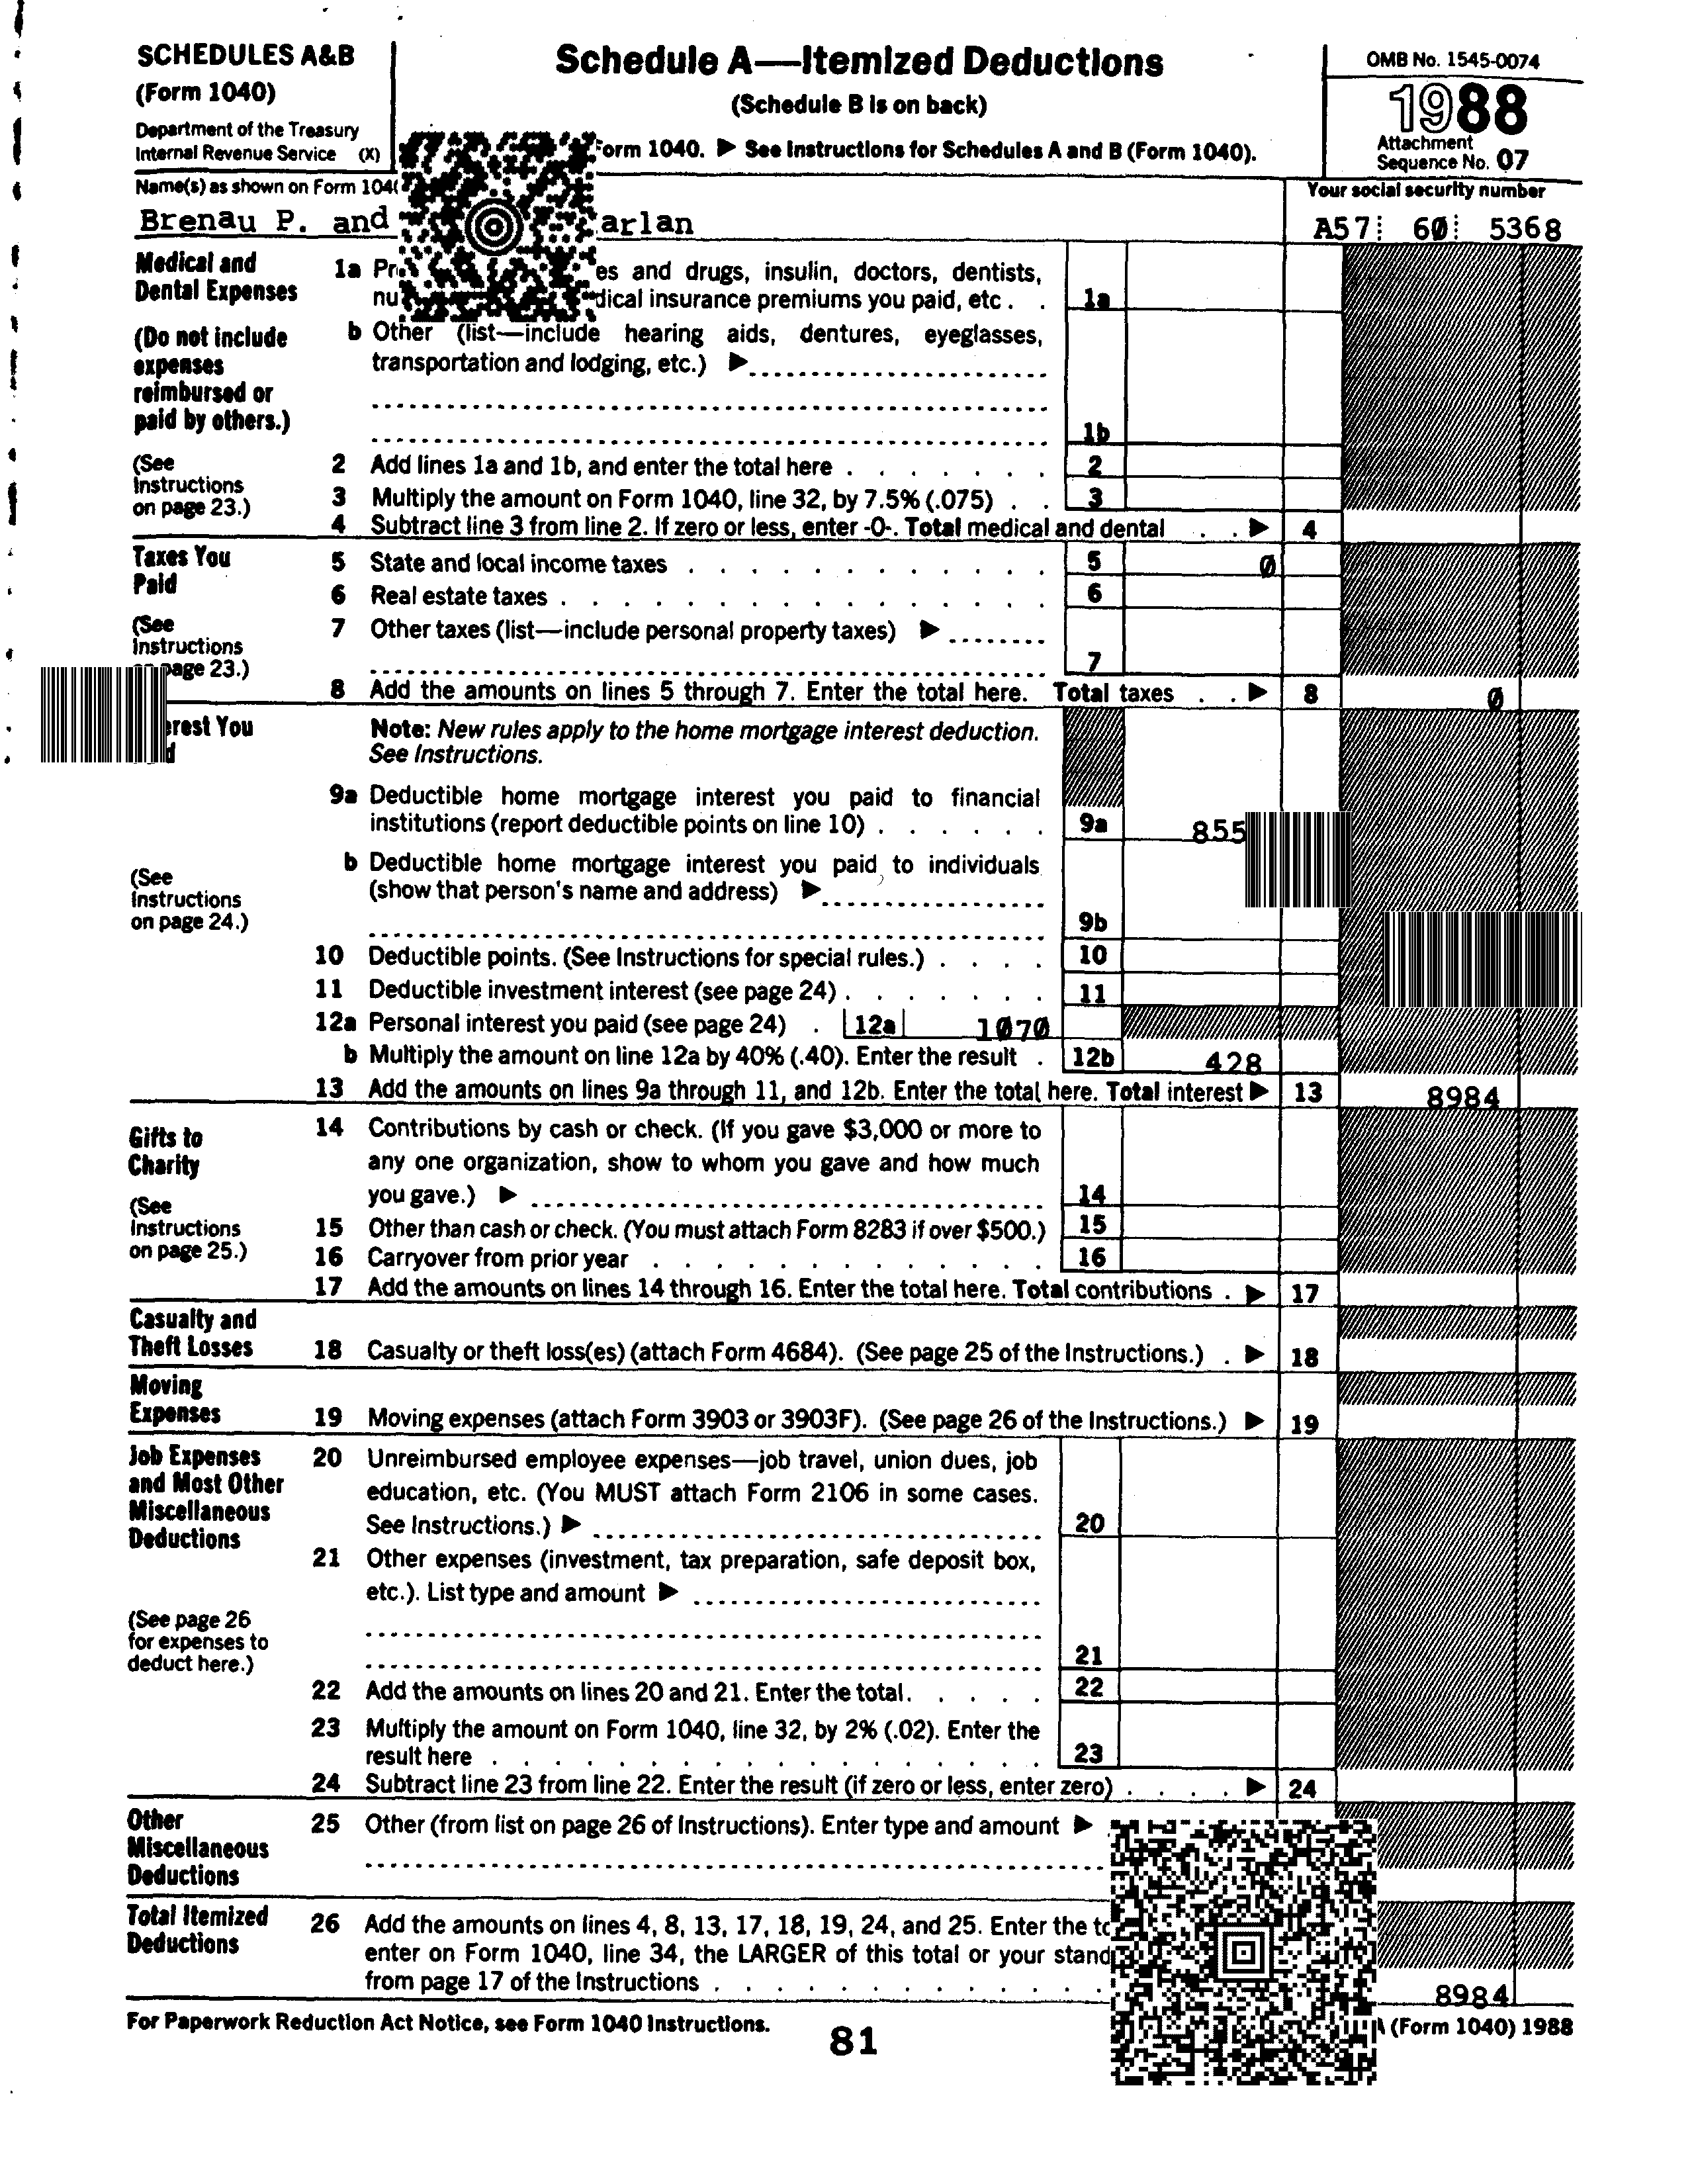 SCHEDULES A&B
(Form 1040)
Department of the Treasury
Internal Revenue Service (X)
Schedule A—Itemized Deductions
(Schedule B is on back)
Form 1040. ▶ See Instructions for Schedules A and B (Form 1040).
OMB No. 1545-0074
1988
Attachment
Sequence No. 07
Name(s) as shown on Form
Your social security number
Brenau P. and
A57 60 5368
Medical and
Dental Expenses
(Do not include
expenses
reimbursed or
paid by others.)
(See
Instructions
on page 23.)
1a and drugs, insulin, doctors, dentists,
insurance premiums you paid, etc . . 1a
b Other (list—include hearing aids, dentures, eyeglasses,
transportation and lodging, etc.) ▶
1b
2 Add lines 1a and 1b, and enter the total here . . . . . . . 2
3 Multiply the amount on Form 1040, line 32, by 7.5% (.075) . . 3
4 Subtract line 3 from line 2. If zero or less, enter -0-. Total medical and dental . . ▶ 4
Taxes You
Paid
(See
Instructions
page 23.)
5 State and local income taxes . . . . . . . . . . . . 5 0
6 Real estate taxes . . . . . . . . . . . . . . . . 6
7 Other taxes (list—include personal property taxes) ▶
7
8 Add the amounts on lines 5 through 7. Enter the total here. Total taxes . . ▶ 8 0
You
(See
Instructions
on page 24.)
Note: New rules apply to the home mortgage interest deduction.
See Instructions.
9a Deductible home mortgage interest you paid to financial
institutions (report deductible points on line 10) . . . . . . 9a
b Deductible home mortgage interest you paid to individuals
(show that person's name and address) ▶
9b
10 Deductible points. (See Instructions for special rules.) . . . . 10
11 Deductible investment interest (see page 24) . . . . . . . 11
12a Personal interest you paid (see page 24) . 12a 1070
b Multiply the amount on line 12a by 40% (.40). Enter the result . 12b 428
13 Add the amounts on lines 9a through 11, and 12b. Enter the total here. Total interest ▶ 13 8984
Gifts to
Charity
(See
Instructions
on page 25.)
14 Contributions by cash or check. (If you gave $3,000 or more to
any one organization, show to whom you gave and how much
you gave.) ▶ 14
15 Other than cash or check. (You must attach Form 8283 if over $500.) 15
16 Carryover from prior year . . . . . . . . . . . . . 16
17 Add the amounts on lines 14 through 16. Enter the total here. Total contributions . ▶ 17
Casualty and
Theft Losses
18 Casualty or theft loss(es) (attach Form 4684). (See page 25 of the Instructions.) . ▶ 18
Moving
Expenses
19 Moving expenses (attach Form 3903 or 3903F). (See page 26 of the Instructions.) ▶ 19
Job Expenses
and Most Other
Miscellaneous
Deductions
(See page 26
for expenses to
deduct here.)
20 Unreimbursed employee expenses—job travel, union dues, job
education, etc. (You MUST attach Form 2106 in some cases.
See Instructions.) ▶ 20
21 Other expenses (investment, tax preparation, safe deposit box,
etc.). List type and amount ▶
21
22 Add the amounts on lines 20 and 21. Enter the total . . . . . 22
23 Multiply the amount on Form 1040, line 32, by 2% (.02). Enter the
result here . . . . . . . . . . . . . . . . . . 23
24 Subtract line 23 from line 22. Enter the result (if zero or less, enter zero) . . . . ▶ 24
Other
Miscellaneous
Deductions
25 Other (from list on page 26 of Instructions). Enter type and amount ▶
Total Itemized
Deductions
26 Add the amounts on lines 4, 8, 13, 17, 18, 19, 24, and 25. Enter the
enter on Form 1040, line 34, the LARGER of this total or your
from page 17 of the Instructions . . . . . . . . . . . .
8984
For Paperwork Reduction Act Notice, see Form 1040 Instructions.
81
(Form 1040) 1988